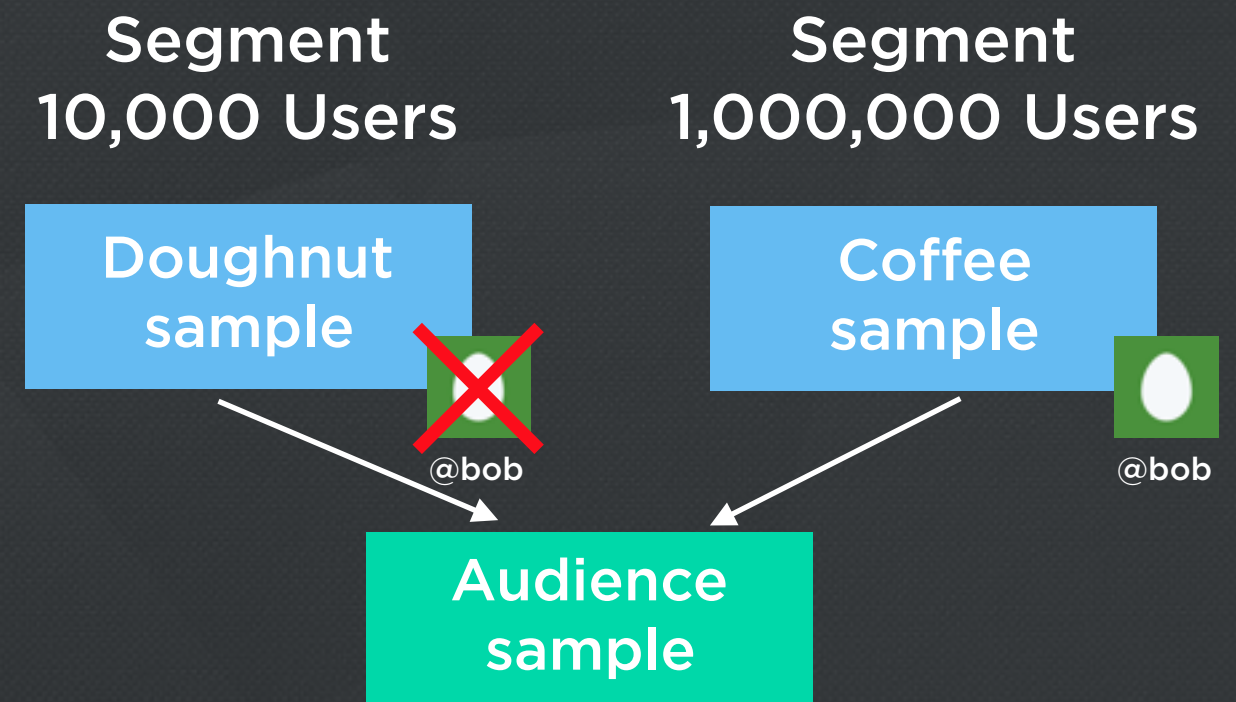 Segment
10,000 Users
Segment
1,000,000 Users
Doughnut
sample
Coffee
sample
@bob
@bob
Audience
sample